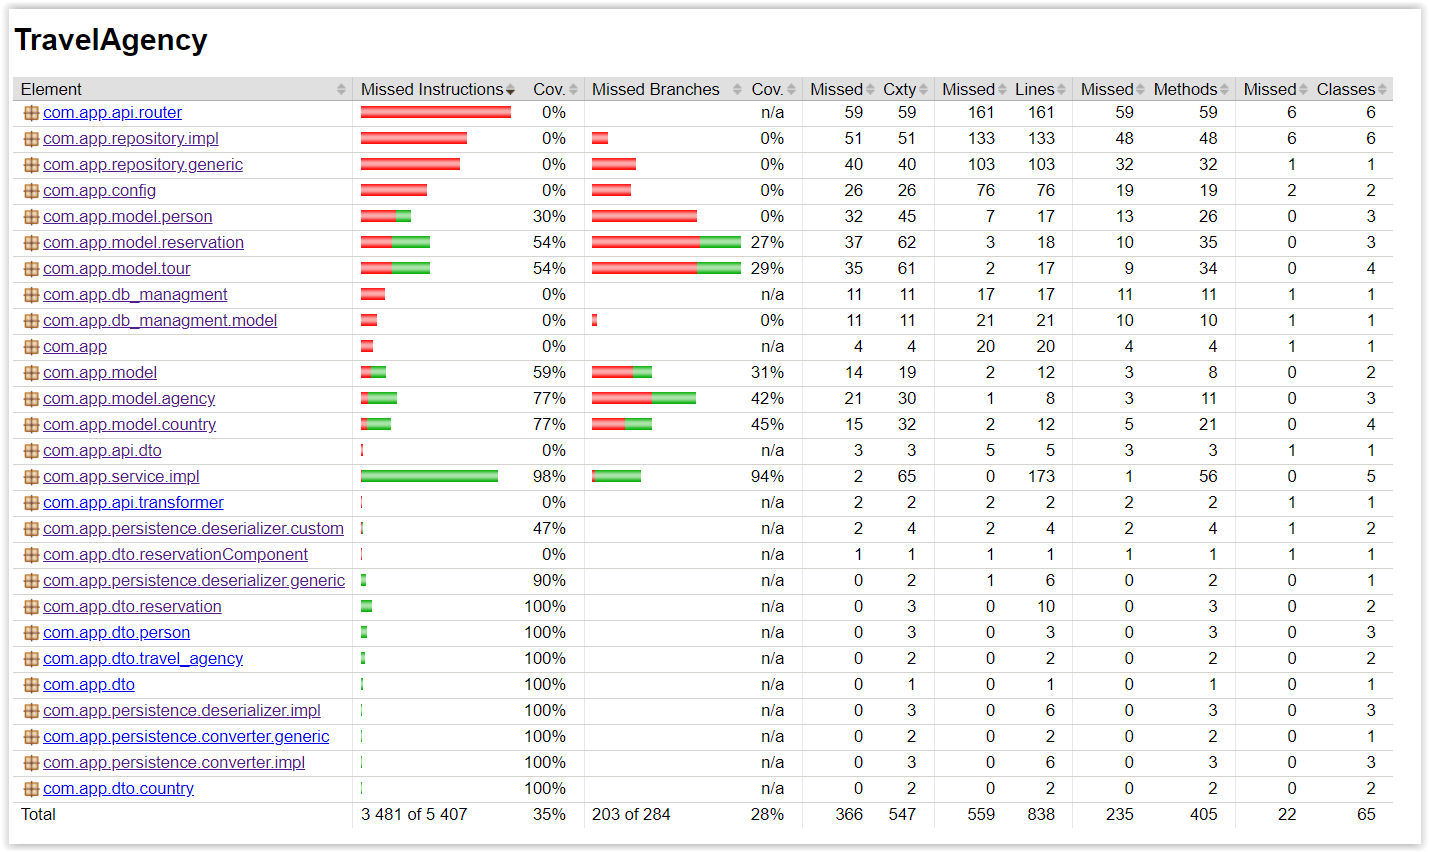 TravelAgency
Element Missed Instructions Cov. Missed Branches Cov. Missed Cxty Missed Lines Missed Methods Missed Classes
com.app.api.router 0% n/a 59 59 161 161 59 59 6 6
com.app.repository.impl 0% 0% 51 51 133 133 48 48 6 6
com.app.repository.generic 0% 0% 40 40 103 103 32 32 1 1
com.app.config 0% 0% 26 26 76 76 19 19 2 2
com.app.model.person 30% 0% 32 45 7 17 13 26 0 3
com.app.model.reservation 54% 27% 37 62 3 18 10 35 0 3
com.app.model.tour 54% 29% 35 61 2 17 9 34 0 4
com.app.db_managment 0% n/a 11 11 17 17 11 11 1 1
com.app.db_managment.model 0% 0% 11 11 21 21 10 10 1 1
com.app 0% n/a 4 4 20 20 4 4 1 1
com.app.model 59% 31% 14 19 2 12 3 8 0 2
com.app.model.agency 77% 42% 21 30 1 8 3 11 0 3
com.app.model.country 77% 45% 15 32 2 12 5 21 0 4
com.app.api.dto 0% n/a 3 3 5 5 3 3 1 1
com.app.service.impl 98% 94% 2 65 0 173 1 56 0 5
com.app.api.transformer 0% n/a 2 2 2 2 2 2 1 1
com.app.persistence.deserializer.custom 47% n/a 2 4 2 4 2 4 1 2
com.app.dto.reservationComponent 0% n/a 1 1 1 1 1 1 1 1
com.app.persistence.deserializer.generic 90% n/a 0 2 1 6 0 2 0 1
com.app.dto.reservation 100% n/a 0 3 0 10 0 3 0 2
com.app.dto.person 100% n/a 0 3 0 3 0 3 0 3
com.app.dto.travel_agency 100% n/a 0 2 0 2 0 2 0 2
com.app.dto 100% n/a 0 1 0 1 0 1 0 1
com.app.persistence.deserializer.impl 100% n/a 0 3 0 6 0 3 0 3
com.app.persistence.converter.generic 100% n/a 0 2 0 2 0 2 0 1
com.app.persistence.converter.impl 100% n/a 0 3 0 6 0 3 0 3
com.app.dto.country 100% n/a 0 2 0 2 0 2 0 2
Total 3 481 of 5 407 35% 203 of 284 28% 366 547 559 838 235 405 22 65